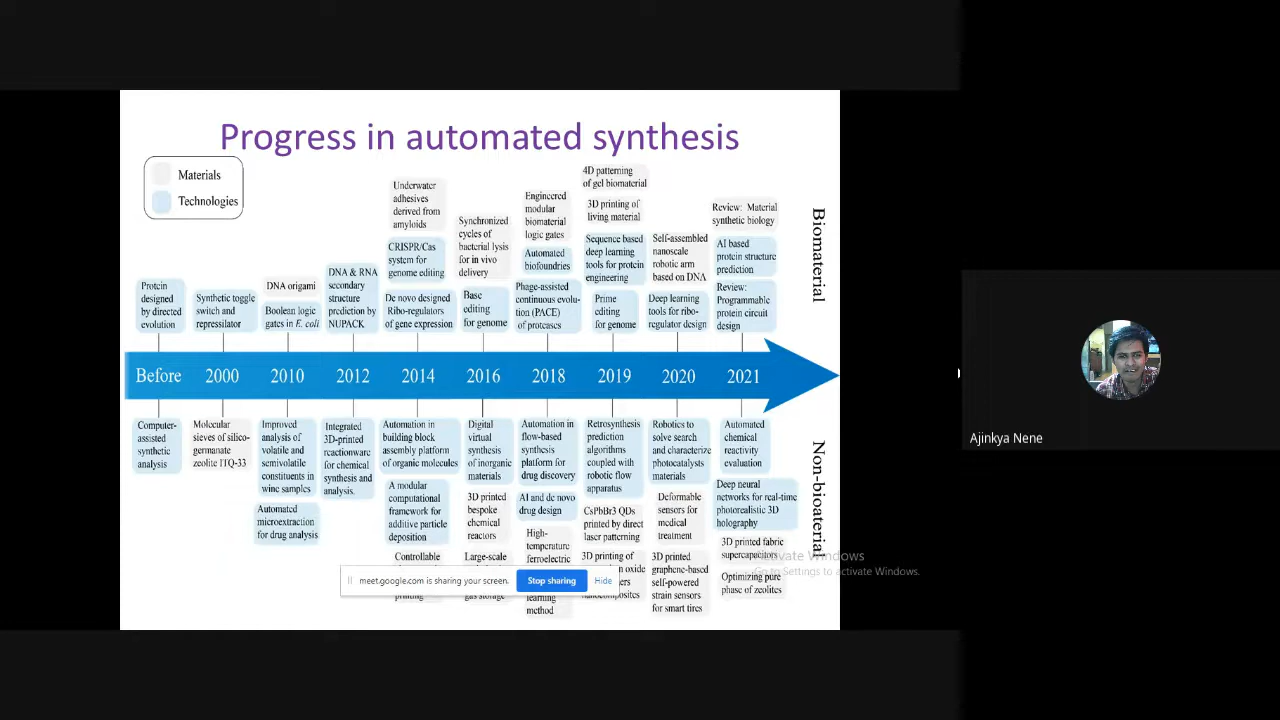 Progress in automated synthesis
Materials
Technologies
Protein
designed
by directed
evolution
Synthetic toggle
switch and
repressilator
DNA origami
Boolean logic
gates in E. coli
DNA & RNA
secondary
structure
prediction by
NUPACK
Underwater
adhesives
derived from
amyloids
CRISPR/Cas
system for
genome editing
De novo designed
Ribo-regulators
of gene expression
Synchronized
cycles of
bacterial lysis
for in vivo
delivery
Base
editing
for genome
Engineered
modular
biomaterial
logic gates
Automated
biofoundries
Phage-assisted
continuous evolu-
tion (PACE)
of proteases
4D patterning
of gel biomaterial
3D printing of
living material
Sequence based
deep learning
tools for protein
engineering
Prime
editing
for genome
Self-assembled
nanoscale
robotic arm
based on DNA
Deep learning
tools for ribo-
regulator design
Review: Material
synthetic biology
AI based
protein structure
prediction
Review:
Programmable
protein circuit
design
Biomaterial
Before 2000 2010 2012 2014 2016 2018 2019 2020 2021
Computer-
assisted
synthetic
analysis
Molecular
sieves of silico-
germanate
zeolite ITQ-33
Improved
analysis of
volatile and
semivolatile
constituents in
wine samples
Automated
microextraction
for drug analysis
Integrated
3D-printed
reactionware
for chemical
synthesis and
analysis.
Automation in
building block
assembly platform
of organic molecules
A modular
computational
framework for
additive particle
deposition
Controllable
printing
Digital
virtual
synthesis
of inorganic
materials
3D printed
bespoke
chemical
reactors
Large-scale
gas storage
Automation in
flow-based
synthesis
platform for
drug discovery
AI and de novo
drug design
High-
temperature
ferroelectric
learning
method
Retrosynthesis
prediction
algorithms
coupled with
robotic flow
apparatus
CsPbBr3 QDs
printed by direct
laser patterning
3D printing of
oxide
nanocomposites
Robotics to
solve search
and characterize
photocatalysts
materials
Deformable
sensors for
medical
treatment
3D printed
graphene-based
self-powered
strain sensors
for smart tires
Automated
chemical
reactivity
evaluation
Deep neural
networks for real-time
photorealistic 3D
holography
3D printed fabric
supercapacitors
Optimizing pure
phase of zeolites
Non-bioaterial
meet.google.com is sharing your screen.
Stop sharing
Hide
Activate Windows
Go to Settings to activate Windows.
Ajinkya Nene